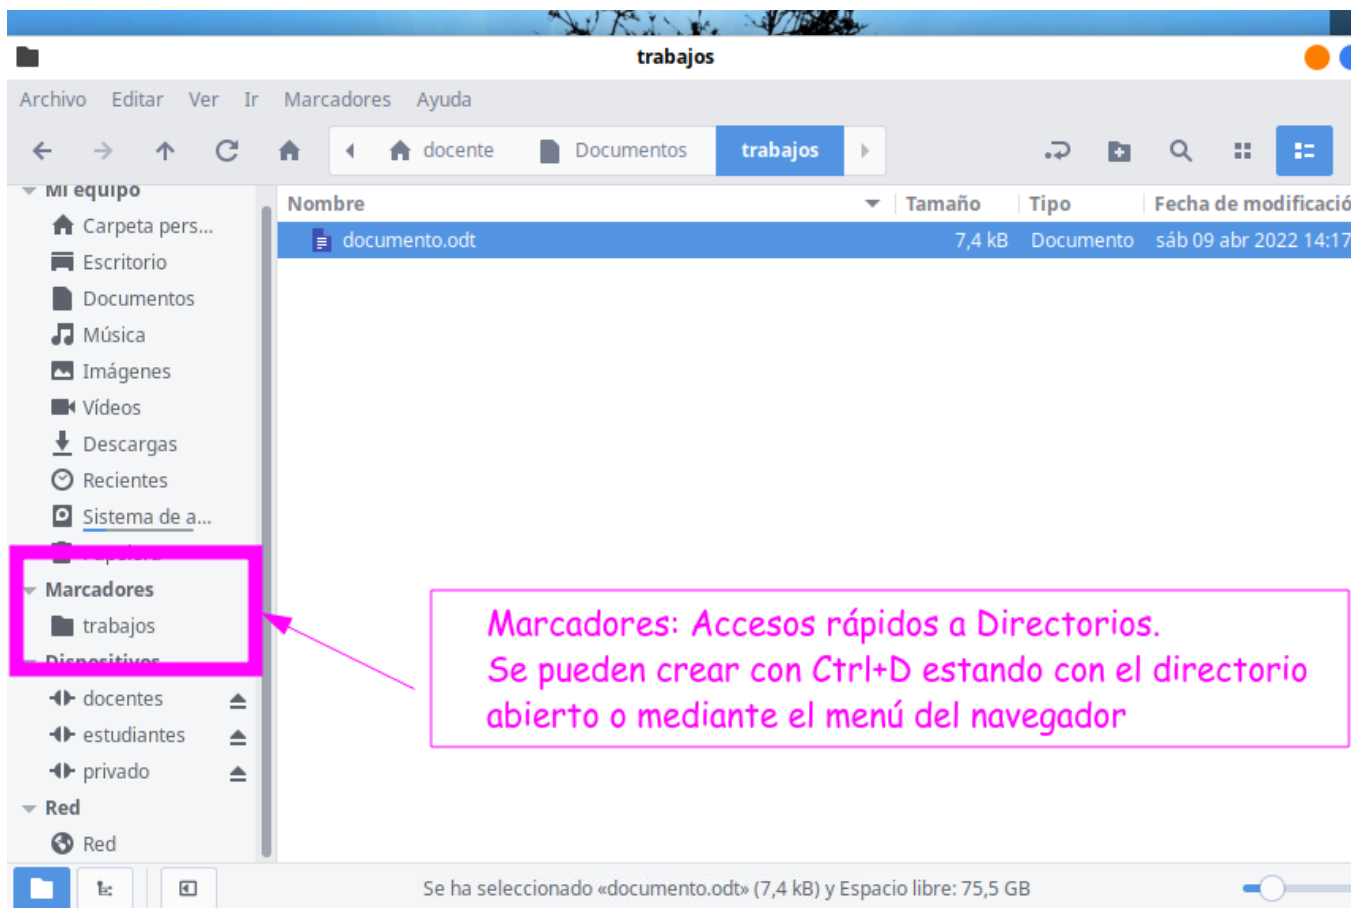 trabajos
Archivo Editar Ver Ir Marcadores Ayuda
docente Documentos trabajos
Mi equipo
Carpeta pers...
Escritorio
Documentos
Música
Imágenes
Vídeos
Descargas
Recientes
Sistema de a...
Marcadores
trabajos
Dispositivos
docentes
estudiantes
privado
Red
Red
Nombre Tamaño Tipo Fecha de modificació
documento.odt 7,4 kB Documento sáb 09 abr 2022 14:17
Marcadores: Accesos rápidos a Directorios.
Se pueden crear con Ctrl+D estando con el directorio
abierto o mediante el menú del navegador
Se ha seleccionado «documento.odt» (7,4 kB) y Espacio libre: 75,5 GB